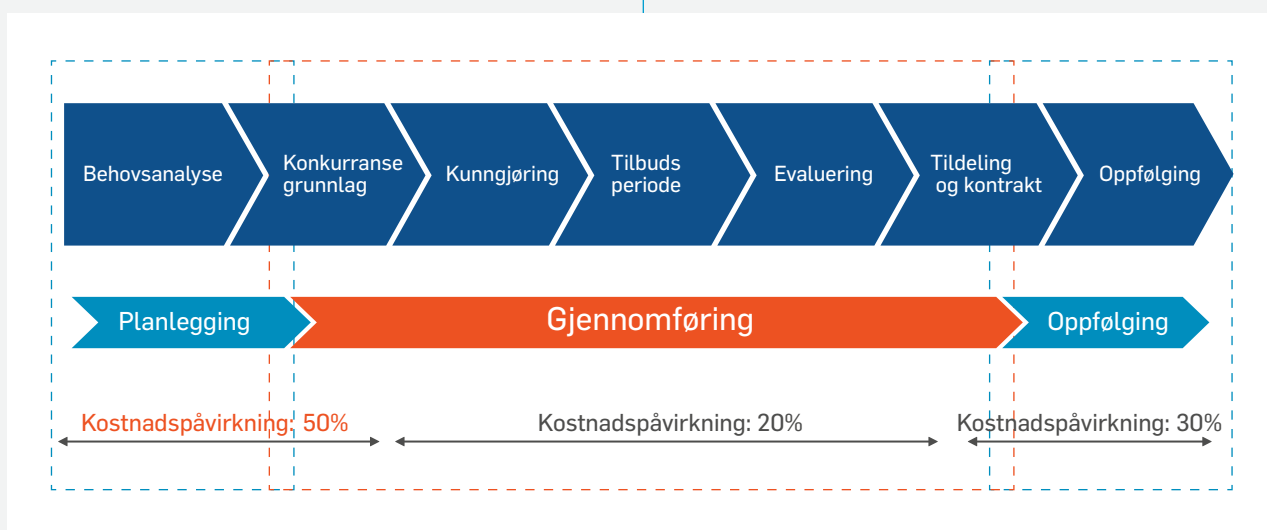 Behovsanalyse
Konkurranse
grunnlag
Kunngjøring
Tilbuds
periode
Evaluering
Tildeling
og kontrakt
Oppfølging
Planlegging
Gjennomføring
Oppfølging
Kostnadspåvirkning: 50%
Kostnadspåvirkning: 20%
Kostnadspåvirkning: 30%